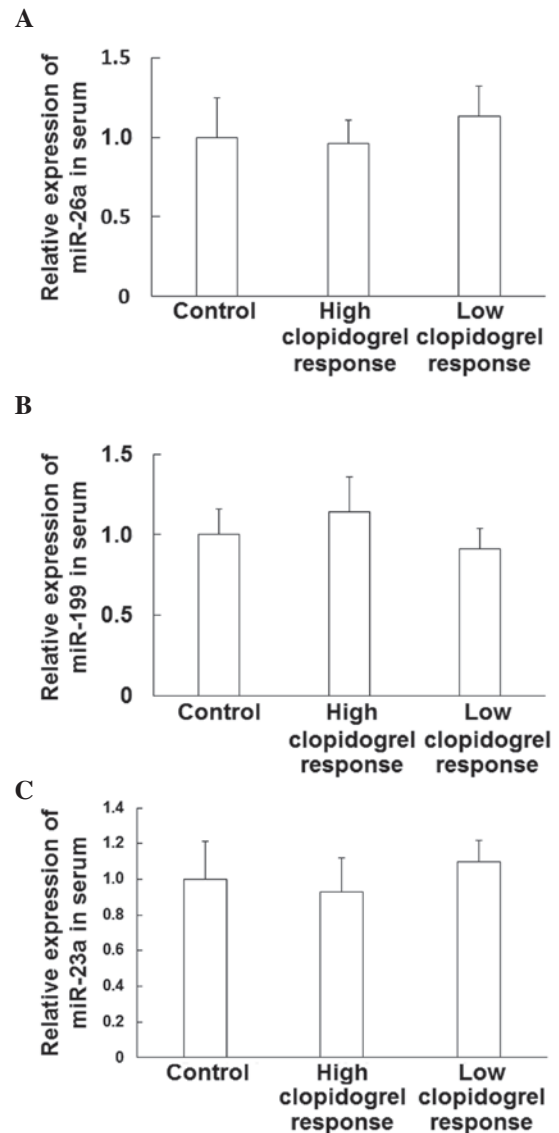 A
Relative expression of
miR-26a in serum
1.5
1.0
0.5
0
Control
High
clopidogrel
response
Low
clopidogrel
response
B
Relative expression of
miR-199 in serum
1.5
1.0
0.5
0
Control
High
clopidogrel
response
Low
clopidogrel
response
C
Relative expression of
miR-23a in serum
1.4
1.2
1.0
0.8
0.6
0.4
0.2
0
Control
High
clopidogrel
response
Low
clopidogrel
response